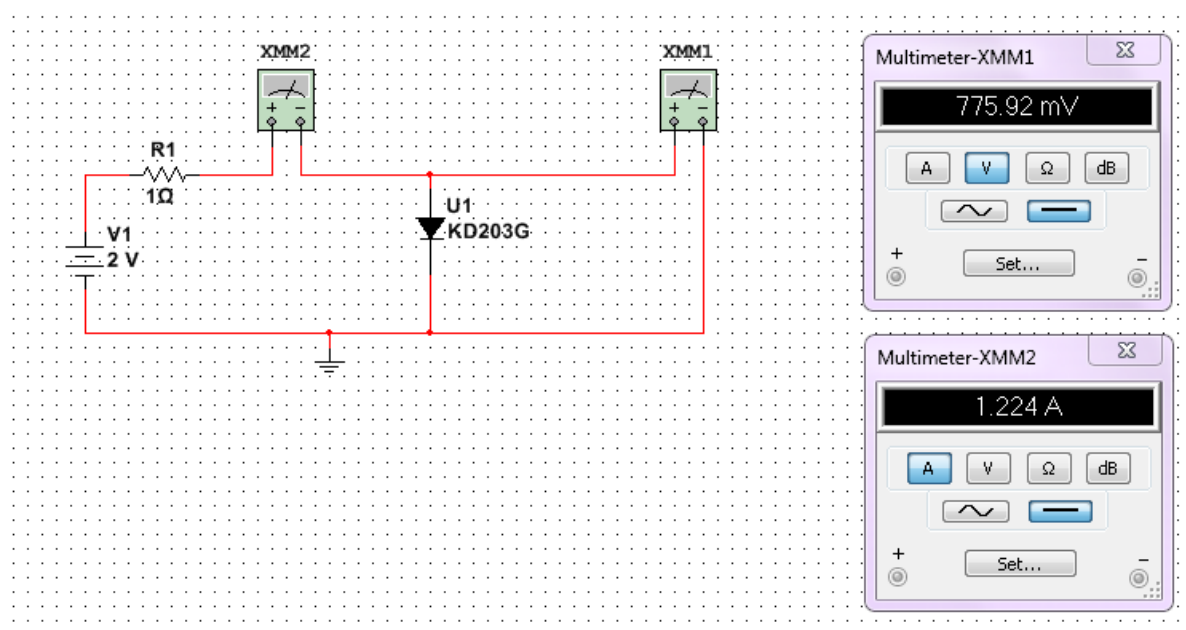 XMM2
XMM1
+ −
+ −
R1
1Ω
V1
2 V
U1
KD203G
Multimeter-XMM1
775.92 mV
A V Ω dB
+ −
Set...
Multimeter-XMM2
1.224 A
A V Ω dB
+ −
Set...